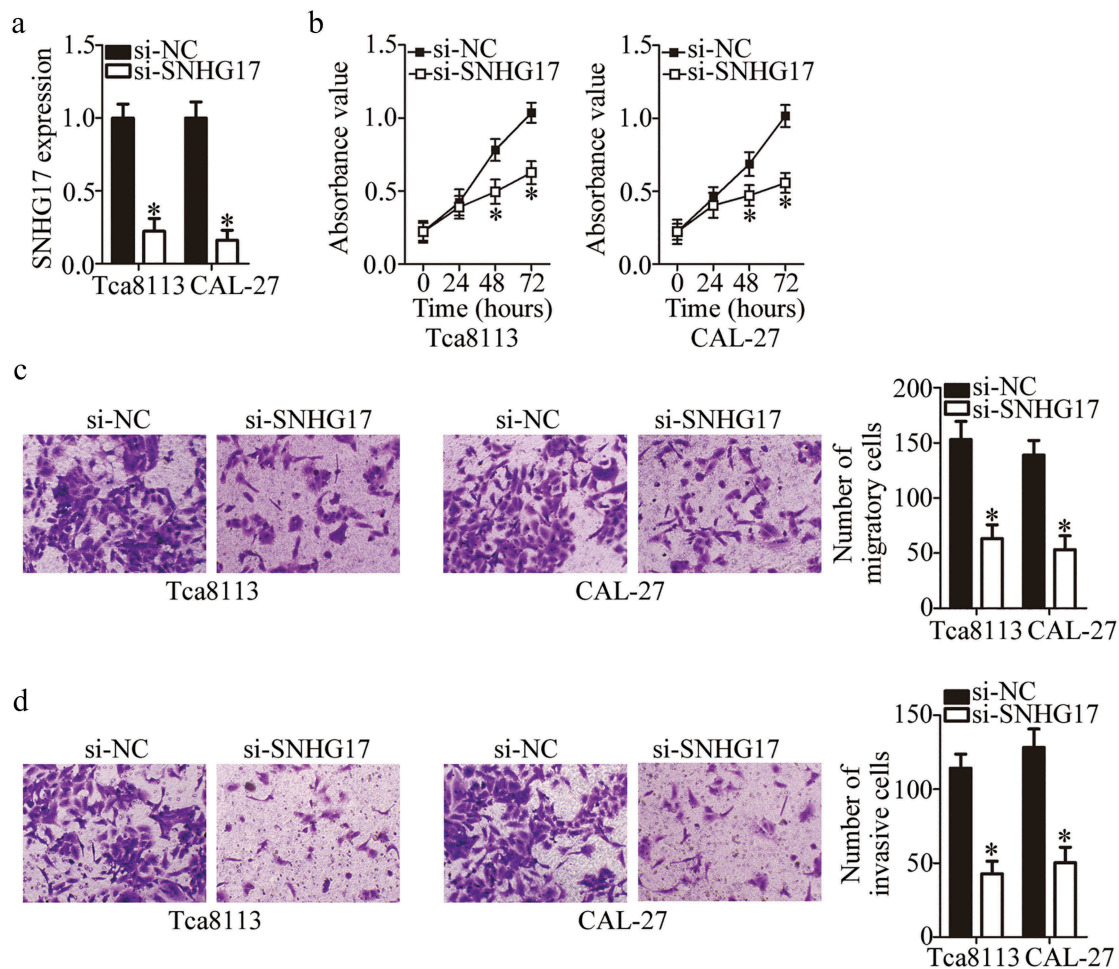 a
SNHG17 expression
1.5
1.0
0.5
0.0
si-NC
si-SNHG17
*
*
Tca8113 CAL-27
b
Absorbance value
1.5
1.0
0.5
0.0
si-NC
si-SNHG17
*
*
0 24 48 72
Time (hours)
Tca8113
Absorbance value
1.5
1.0
0.5
0.0
si-NC
si-SNHG17
*
*
0 24 48 72
Time (hours)
CAL-27
c
si-NC
si-SNHG17
Tca8113
si-NC
si-SNHG17
CAL-27
Number of
migratory cells
200
150
100
50
0
si-NC
si-SNHG17
*
*
Tca8113 CAL-27
d
si-NC
si-SNHG17
Tca8113
si-NC
si-SNHG17
CAL-27
Number of
invasive cells
150
100
50
0
si-NC
si-SNHG17
*
*
Tca8113 CAL-27